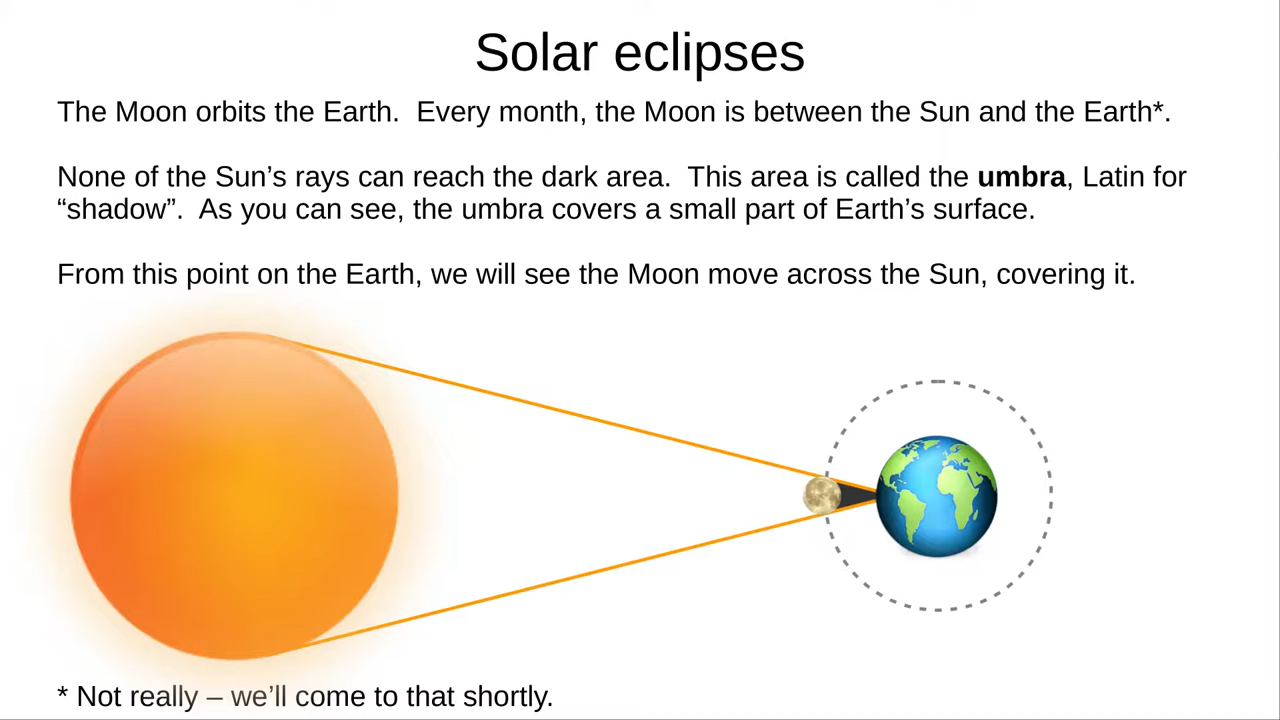 Solar eclipses
The Moon orbits the Earth.  Every month, the Moon is between the Sun and the Earth*.
None of the Sun’s rays can reach the dark area.  This area is called the umbra, Latin for
“shadow”.  As you can see, the umbra covers a small part of Earth’s surface.
From this point on the Earth, we will see the Moon move across the Sun, covering it.
* Not really – we’ll come to that shortly.